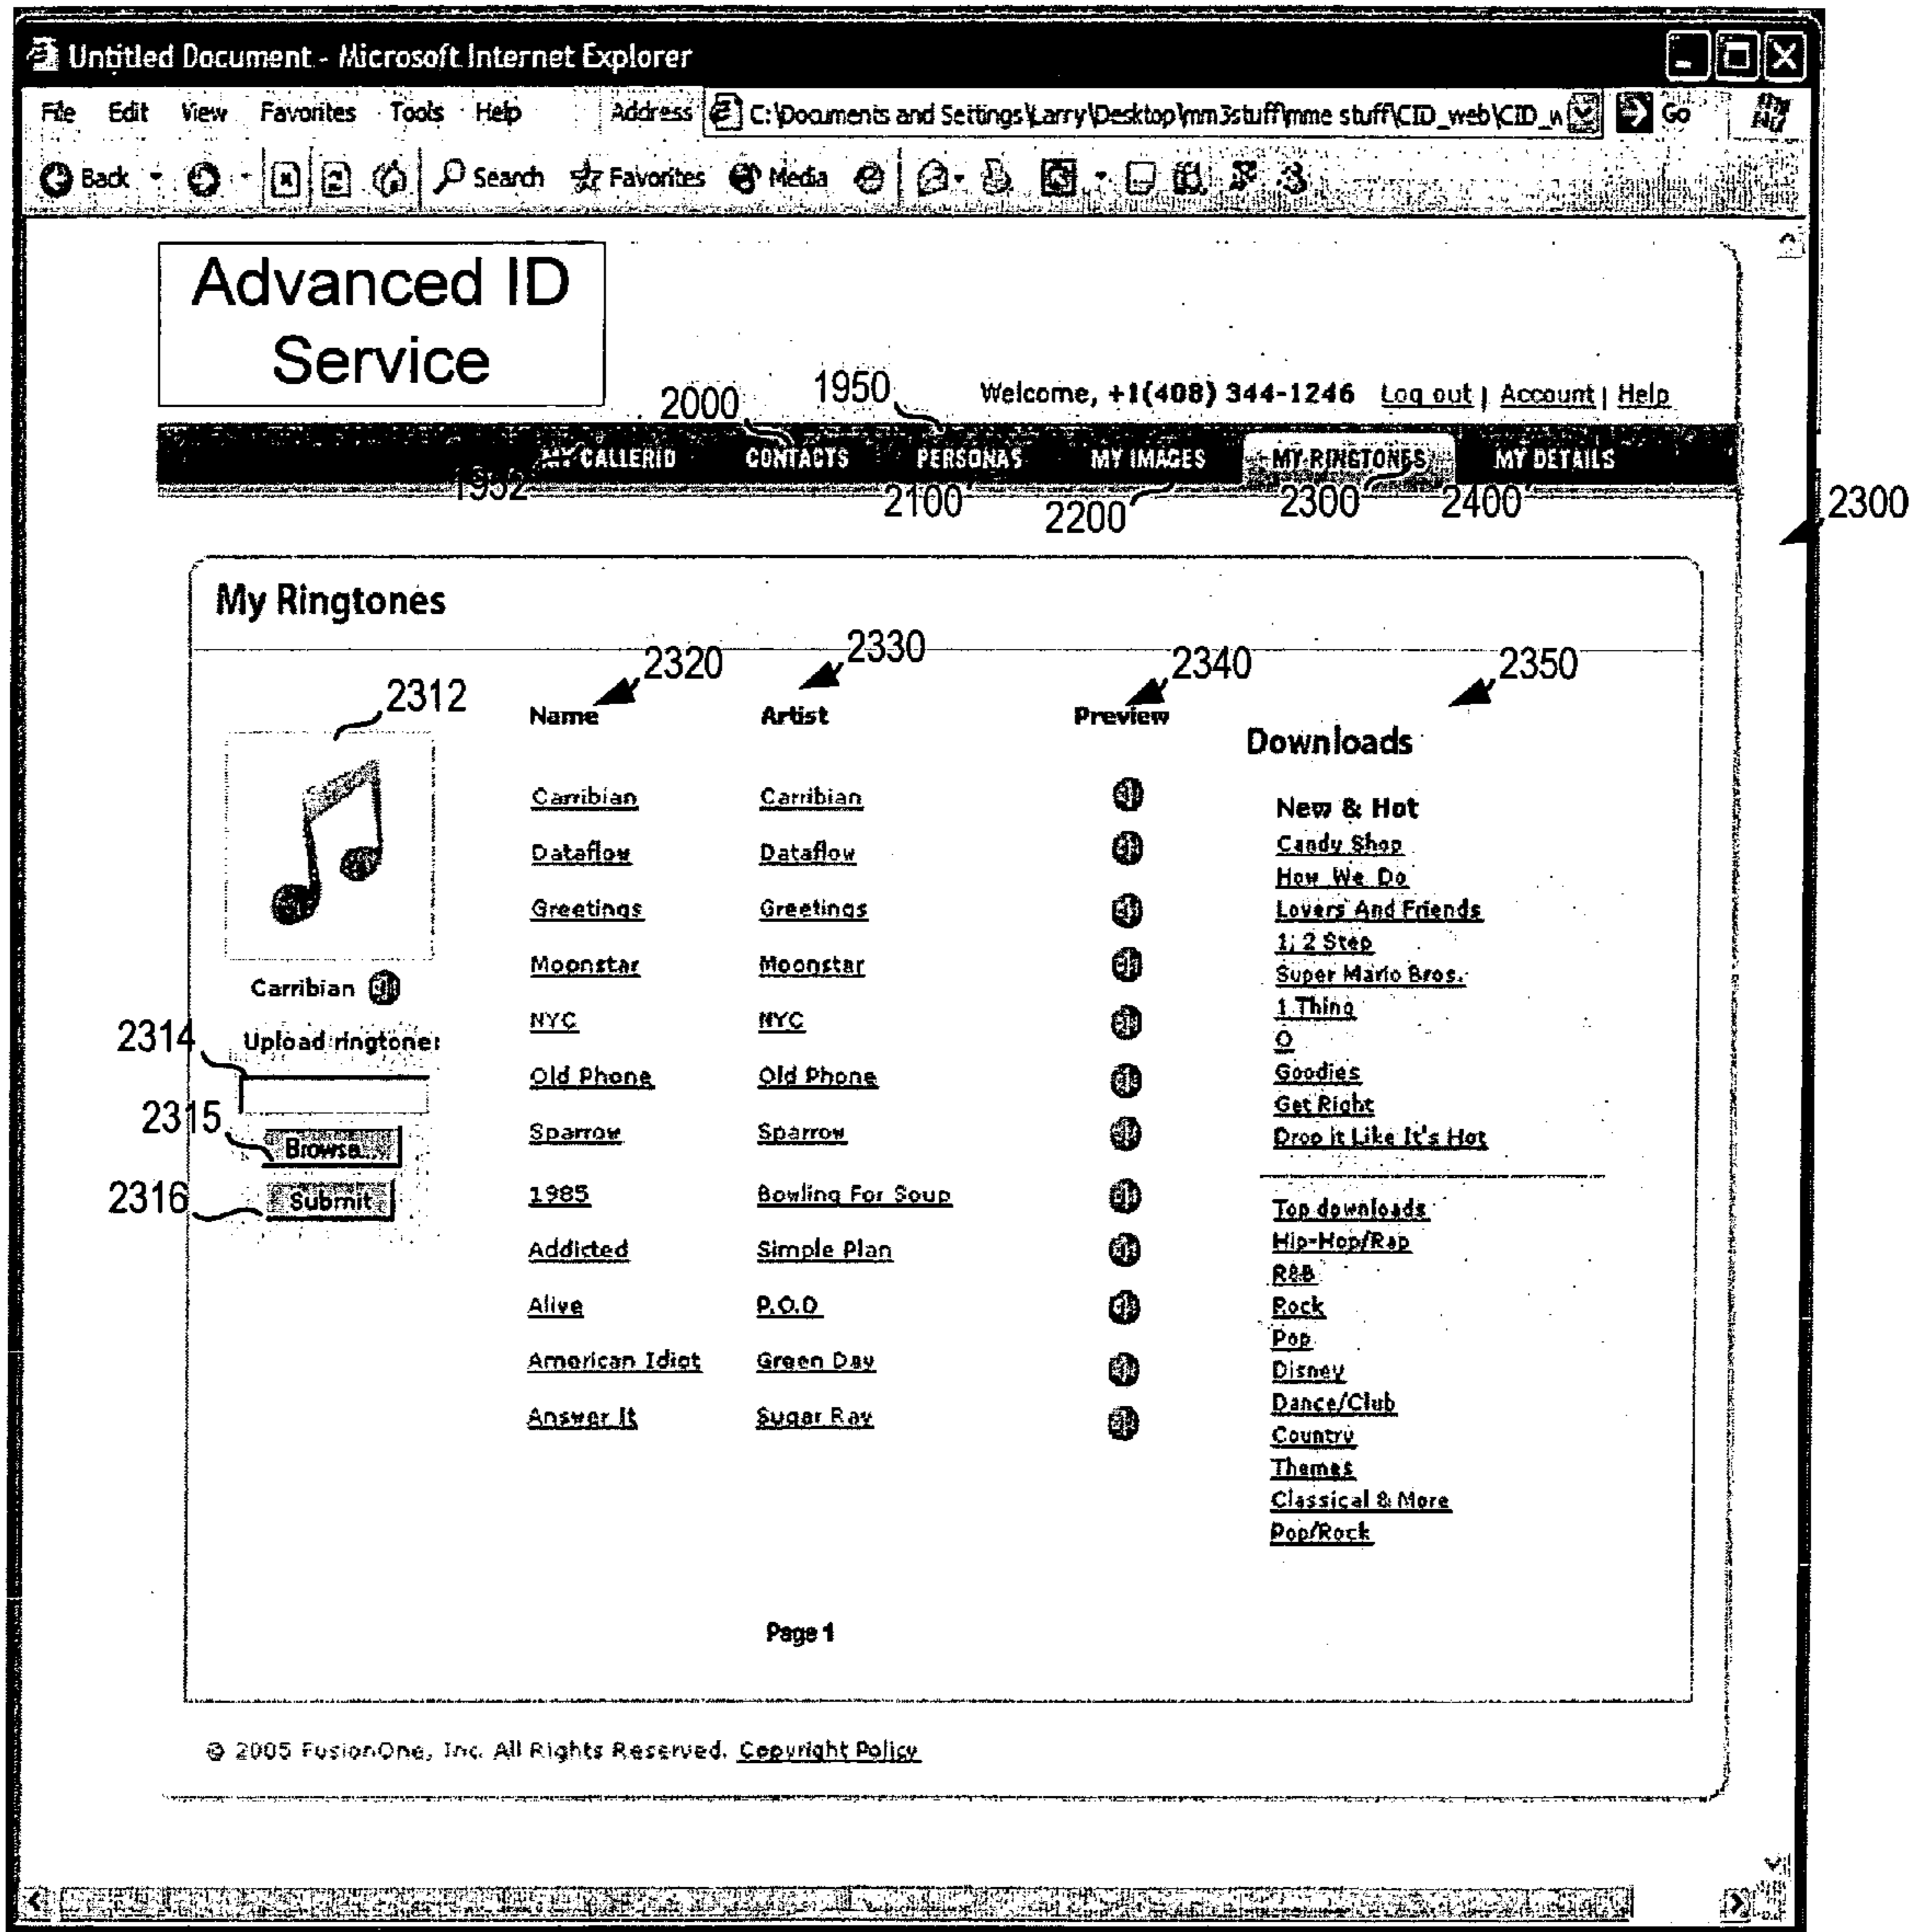 Untitled Document - Microsoft Internet Explorer
File Edit View Favorites Tools Help Address C:\Documents and Settings\Larry\Desktop\mm3stuff\mme stuff\CID_web\CID_w Go
Back Search Favorites Media
Advanced ID
Service
2000 1950 Welcome, +1(408) 344-1246 Log out | Account | Help
MY CALLERID CONTACTS PERSONAS MY IMAGES MY RINGTONES MY DETAILS
1952 2100 2200 2300 2400 2300
My Ringtones
2320 2330 2340 2350
2312 Name Artist Preview
Downloads
Carribian Carribian New & Hot
Dataflow Dataflow Candy Shop
How We Do
Greetings Greetings Lovers And Friends
1, 2 Step
Moonstar Moonstar Super Mario Bros.
Carribian
NYC NYC 1 Thing
2314 Upload ringtone: O
Old Phone Old Phone Goodies
2315 Get Right
Browse... Sparrow Sparrow Drop it Like It's Hot
2316 Submit 1985 Bowling For Soup Top downloads
Addicted Simple Plan Hip-Hop/Rap
R&B
Alive P.O.D Rock
Pop
American Idiot Green Day Disney
Dance/Club
Answer It Sugar Ray Country
Themes
Classical & More
Pop/Rock
Page 1
© 2005 FusionOne, Inc. All Rights Reserved. Copyright Policy